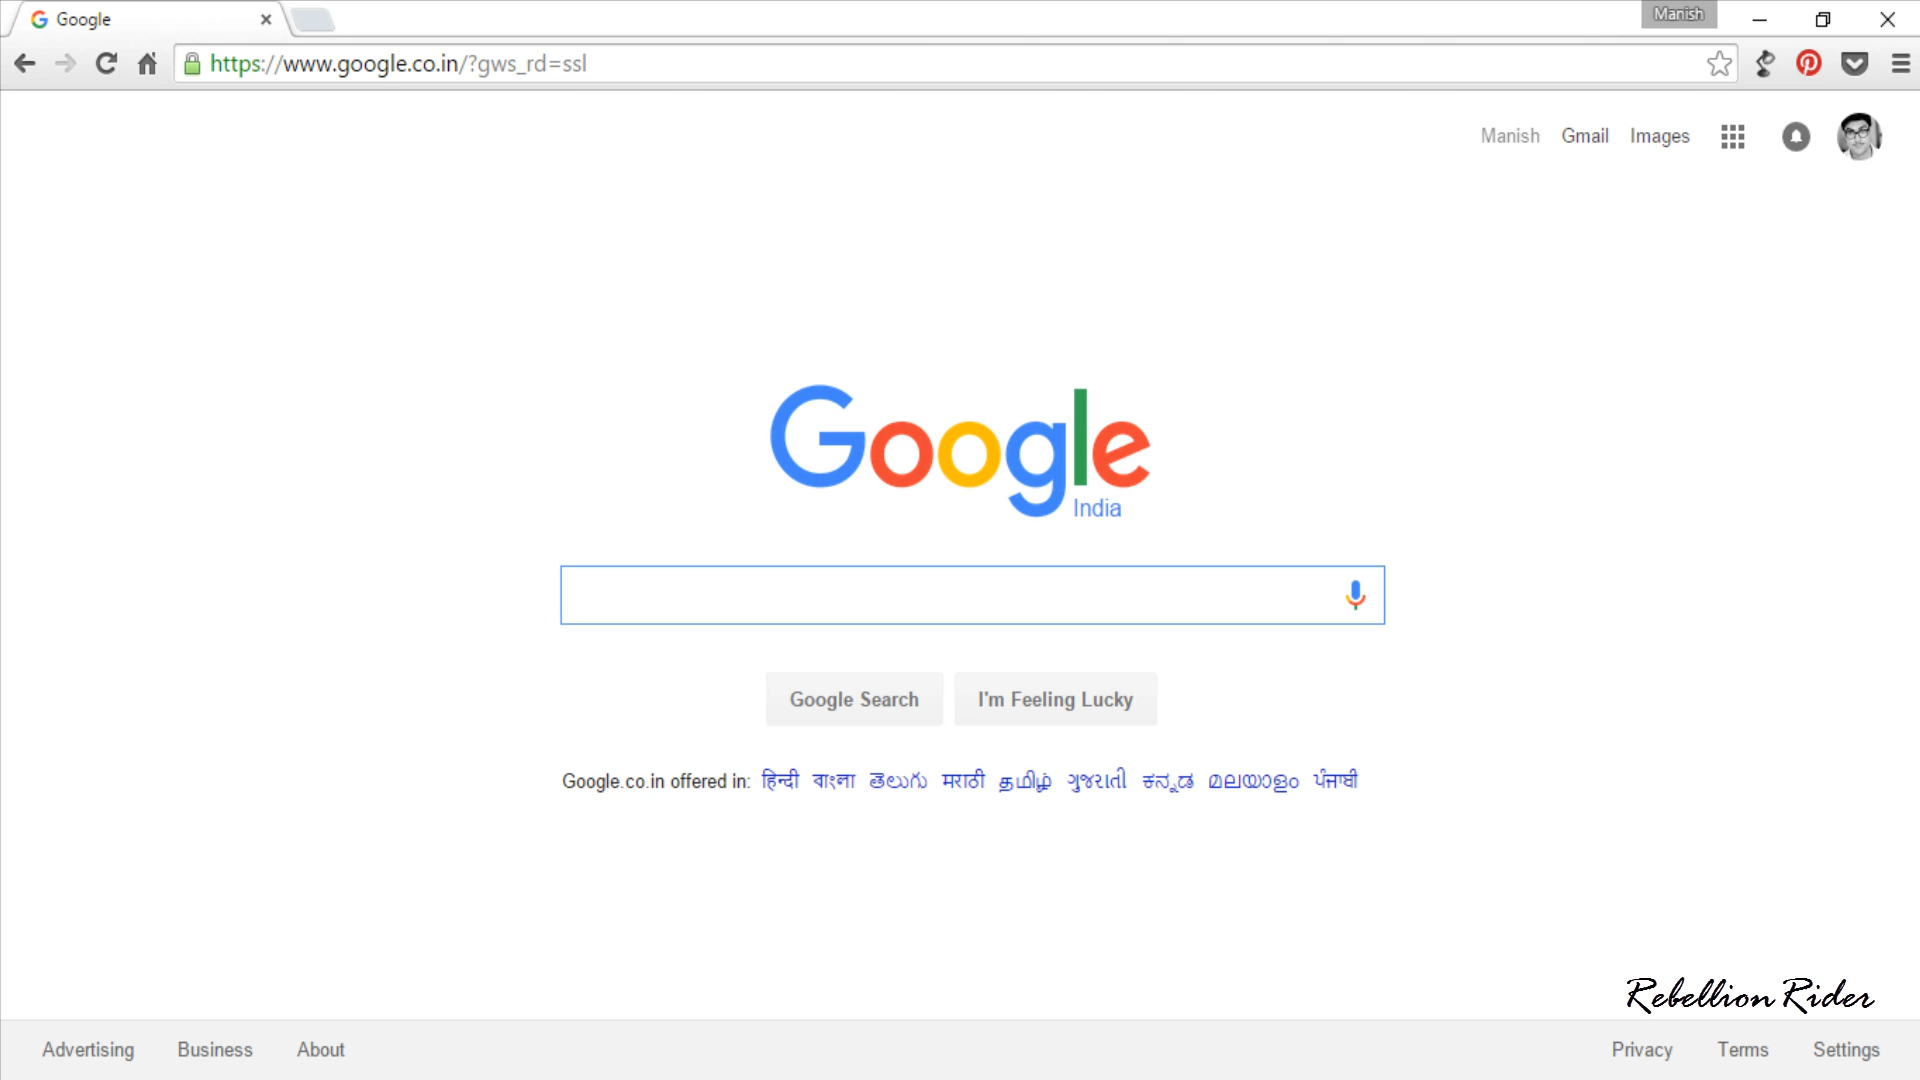 Google
Manish
https://www.google.co.in/?gws_rd=ssl
Manish Gmail Images
Google
India
Google Search I'm Feeling Lucky
Google.co.in offered in: हिन्दी বাংলা తెలుగు मराठी தமிழ் ગુજરાતી ಕನ್ನಡ മലയാളം ਪੰਜਾਬੀ
Rebellion Rider
Advertising Business About Privacy Terms Settings